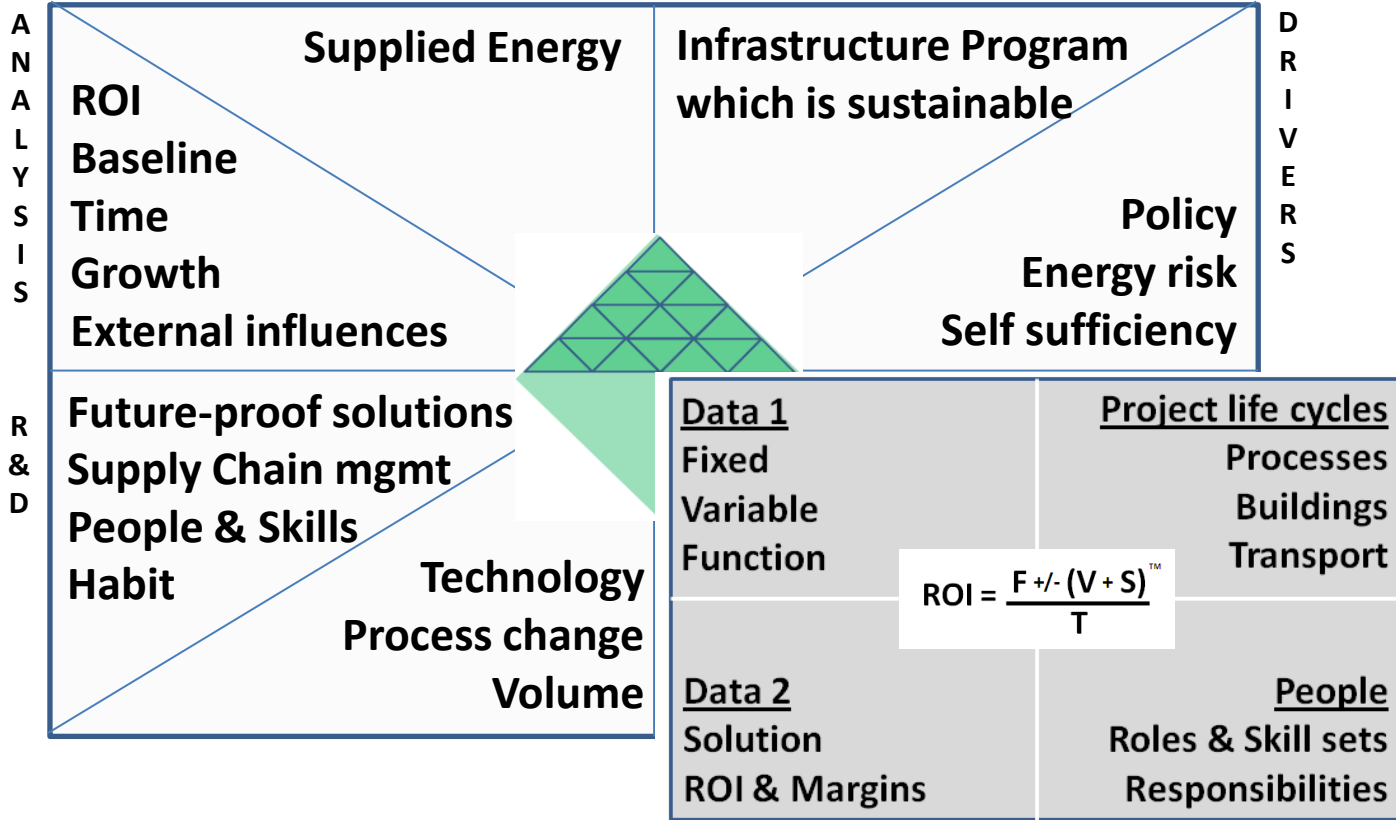 ANALYSIS
Supplied Energy
ROI
Baseline
Time
Growth
External influences
Infrastructure Program
which is sustainable
Policy
Energy risk
Self sufficiency
DRIVERS
R&D
Future-proof solutions
Supply Chain mgmt
People & Skills
Habit
Technology
Process change
Volume
Data 1
Fixed
Variable
Function
Project life cycles
Processes
Buildings
Transport
ROI = F +/- (V + S)™
T
Data 2
Solution
ROI & Margins
People
Roles & Skill sets
Responsibilities